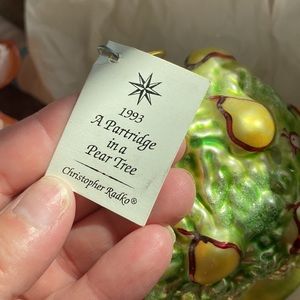 1993
A Partridge
in a
Pear Tree
Christopher Radko®